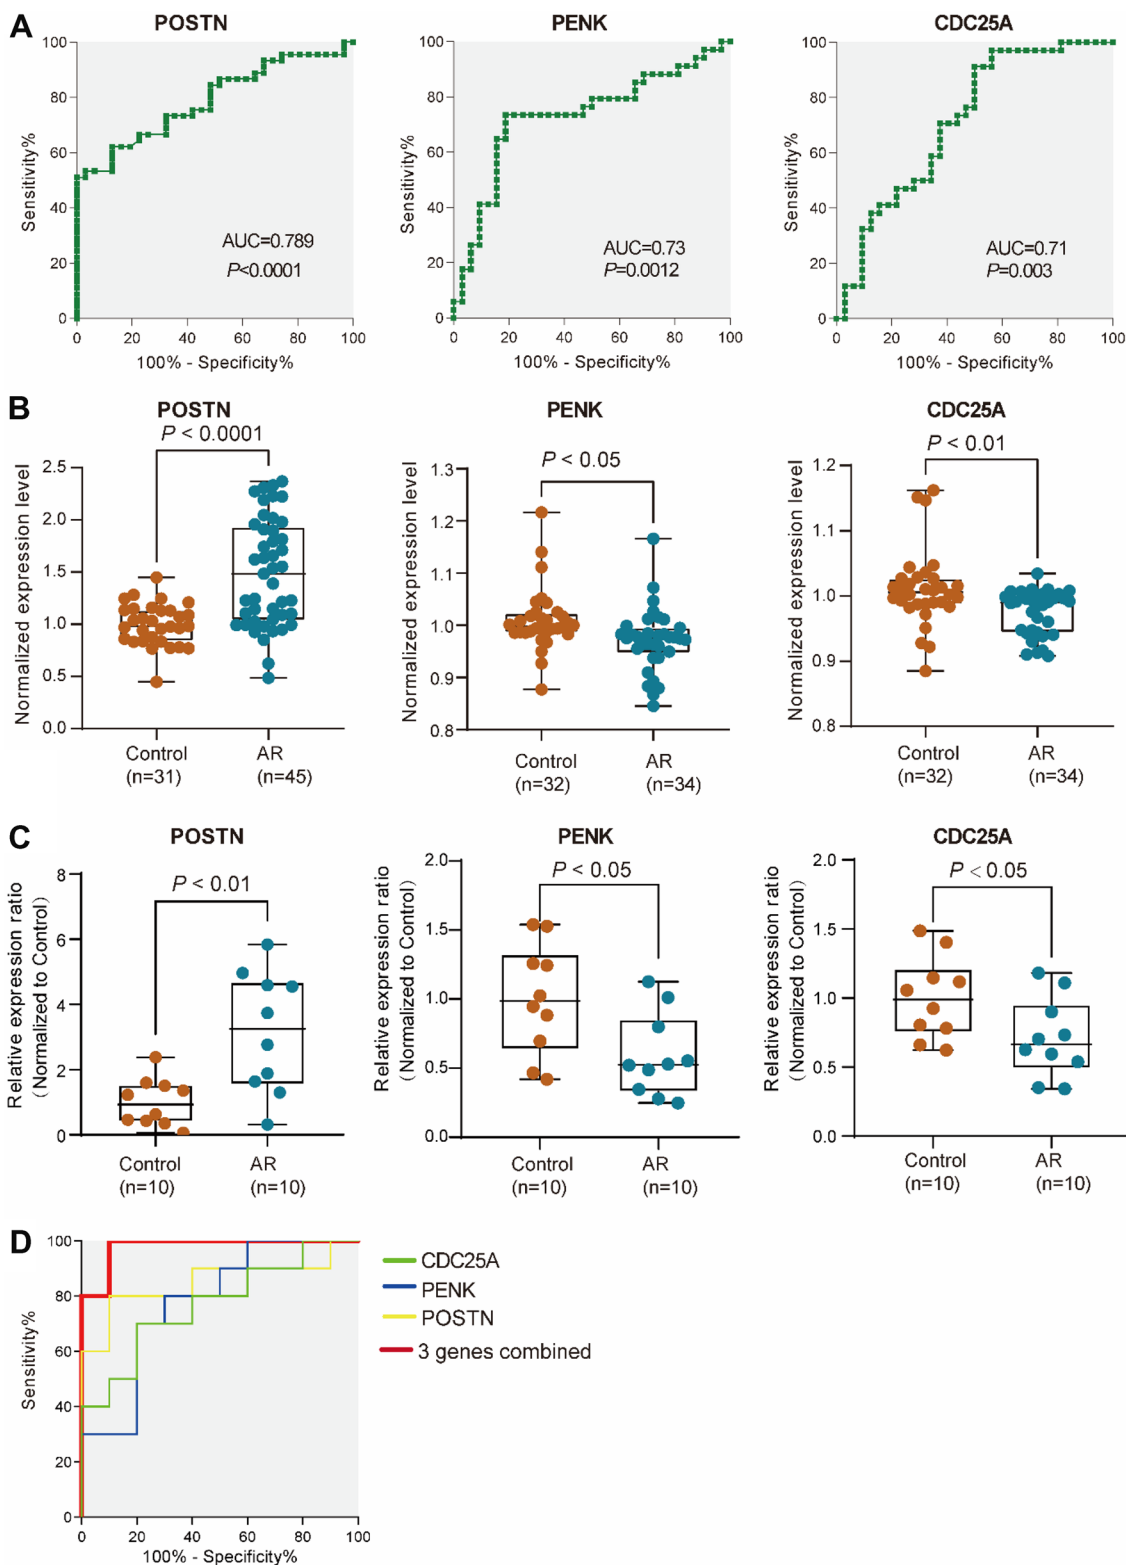 A
POSTN
PENK
CDC25A
Sensitivity%
100
80
60
40
20
0
AUC=0.789
P<0.0001
0 20 40 60 80 100
100% - Specificity%
Sensitivity%
100
80
60
40
20
0
AUC=0.73
P=0.0012
0 20 40 60 80 100
100% - Specificity%
Sensitivity%
100
80
60
40
20
0
AUC=0.71
P=0.003
0 20 40 60 80 100
100% - Specificity%
B
POSTN
P < 0.0001
Normalized expression level
2.5
2.0
1.5
1.0
0.5
0.0
Control
(n=31)
AR
(n=45)
PENK
P < 0.05
Normalized expression level
1.3
1.2
1.1
1.0
0.9
0.8
Control
(n=32)
AR
(n=34)
CDC25A
P < 0.01
Normalized expression level
1.2
1.1
1.0
0.9
0.8
Control
(n=32)
AR
(n=34)
C
POSTN
P < 0.01
Relative expression ratio
(Normalized to Control)
8
6
4
2
0
Control
(n=10)
AR
(n=10)
PENK
P < 0.05
Relative expression ratio
(Normalized to Control)
2.0
1.5
1.0
0.5
0.0
Control
(n=10)
AR
(n=10)
CDC25A
P < 0.05
Relative expression ratio
(Normalized to Control)
2.0
1.5
1.0
0.5
0.0
Control
(n=10)
AR
(n=10)
D
Sensitivity%
100
80
60
40
20
0
0 20 40 60 80 100
100% - Specificity%
CDC25A
PENK
POSTN
3 genes combined